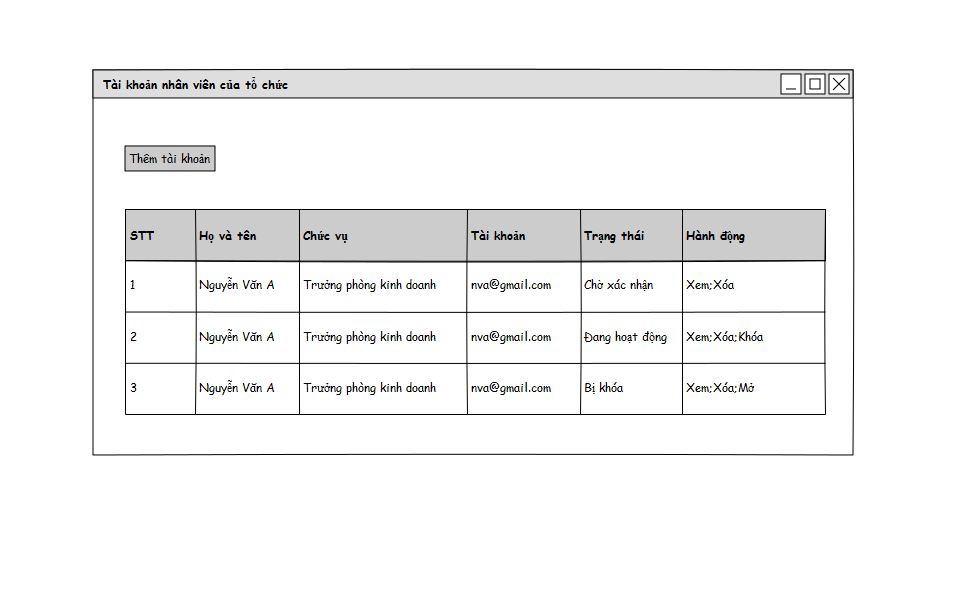 Tài khoản nhân viên của tổ chức
Thêm tài khoản
STT Họ và tên Chức vụ Tài khoản Trạng thái Hành động
1 Nguyễn Văn A Trưởng phòng kinh doanh nva@gmail.com Chờ xác nhận Xem;Xóa
2 Nguyễn Văn A Trưởng phòng kinh doanh nva@gmail.com Đang hoạt động Xem;Xóa;Khóa
3 Nguyễn Văn A Trưởng phòng kinh doanh nva@gmail.com Bị khóa Xem;Xóa;Mở